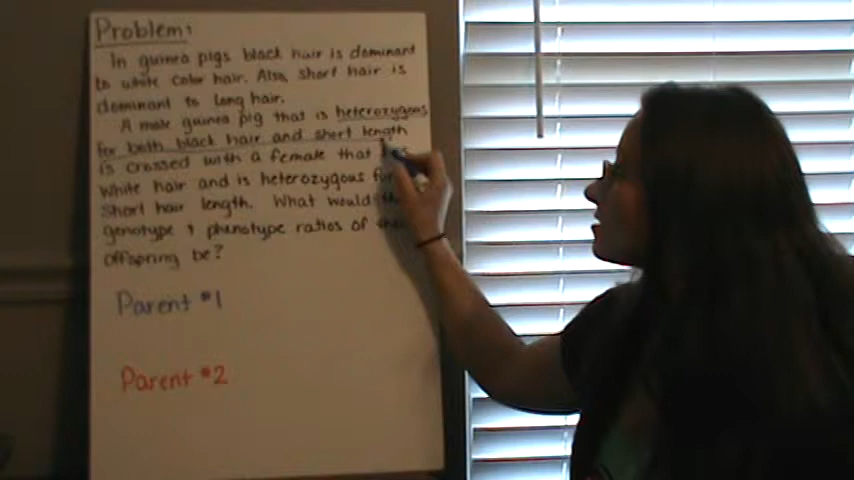 Problem:
In guinea pigs black hair is dominant
to white color hair. Also, short hair is
dominant to long hair.
A male guinea pig that is heterozygous
for both black hair and short length
is crossed with a female that has
white hair and is heterozygous for
short hair length. What would the
genotype & phenotype ratios of
offspring be?
Parent #1
Parent #2